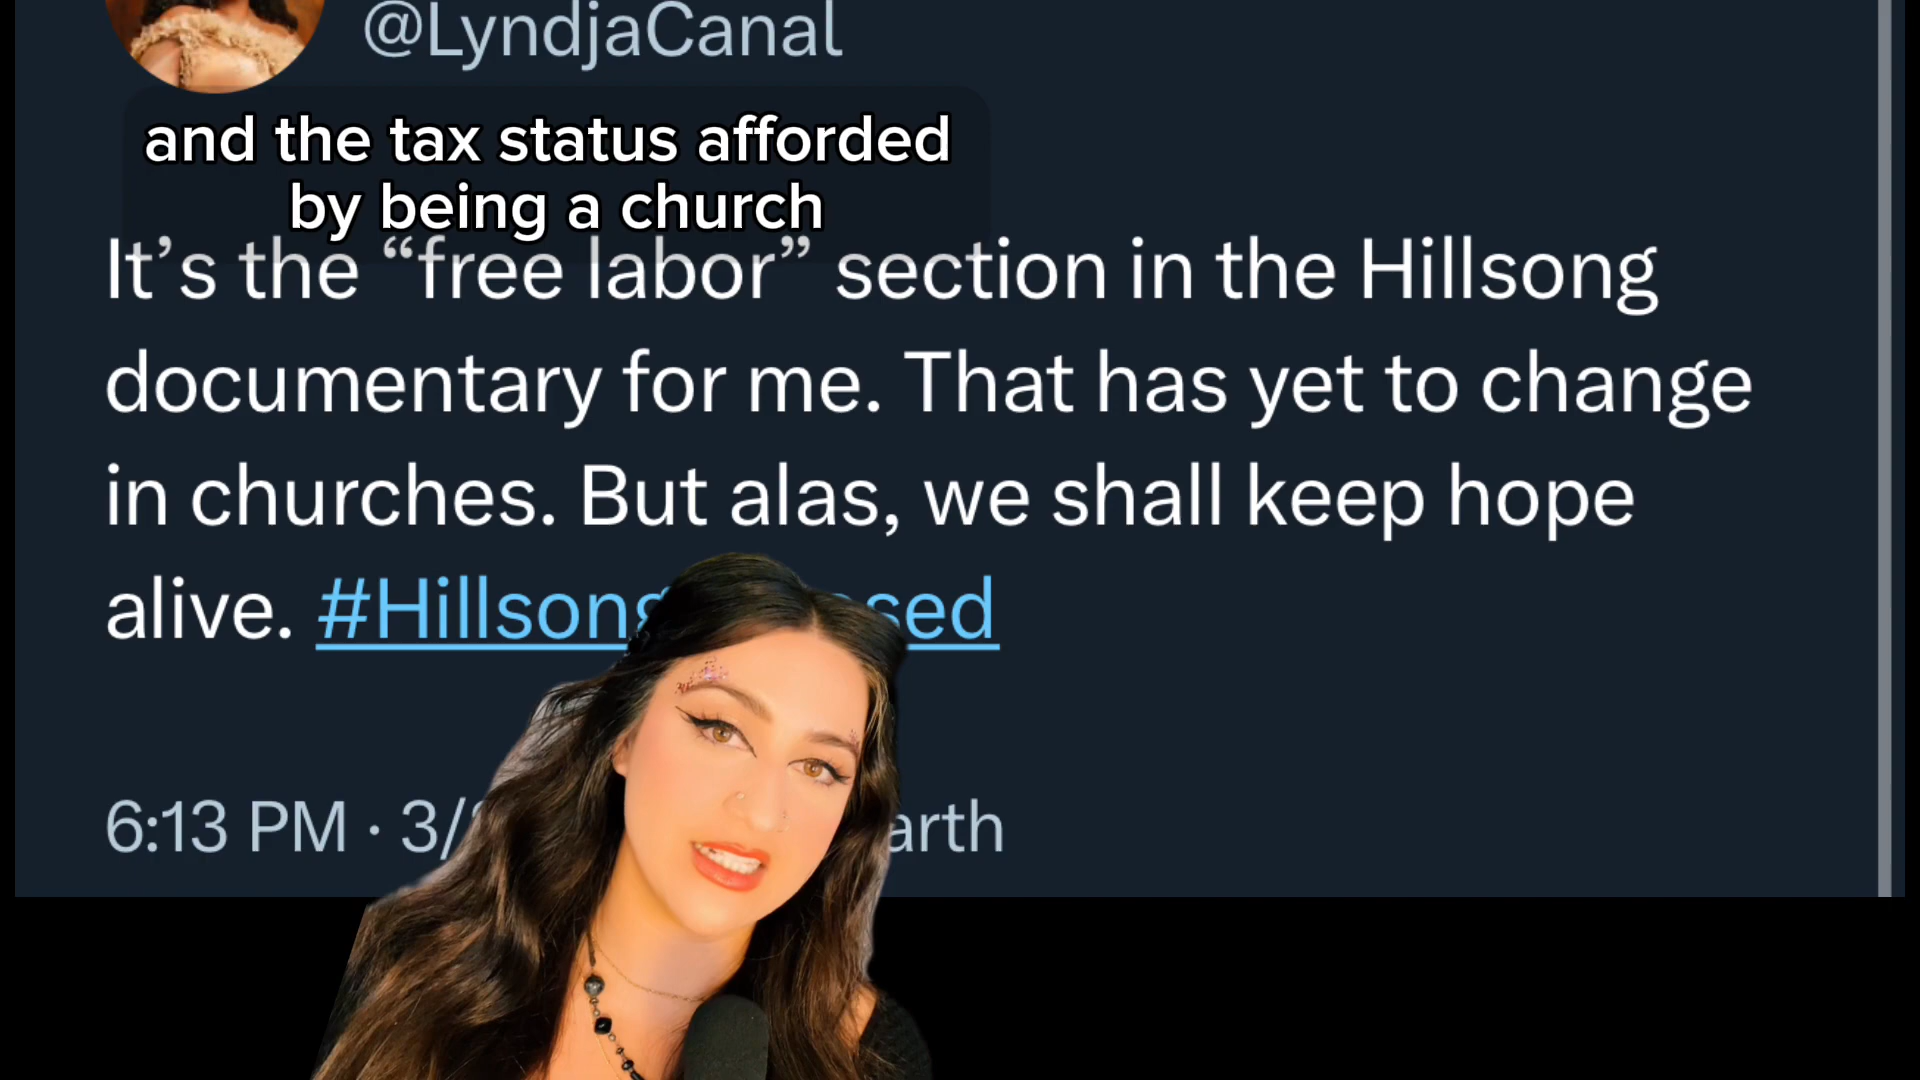 @LyndjaCanal
and the tax status afforded
by being a church
It’s the “free labor” section in the Hillsong
documentary for me. That has yet to change
in churches. But alas, we shall keep hope
alive. #Hillsong sed
6:13 PM · 3/ arth